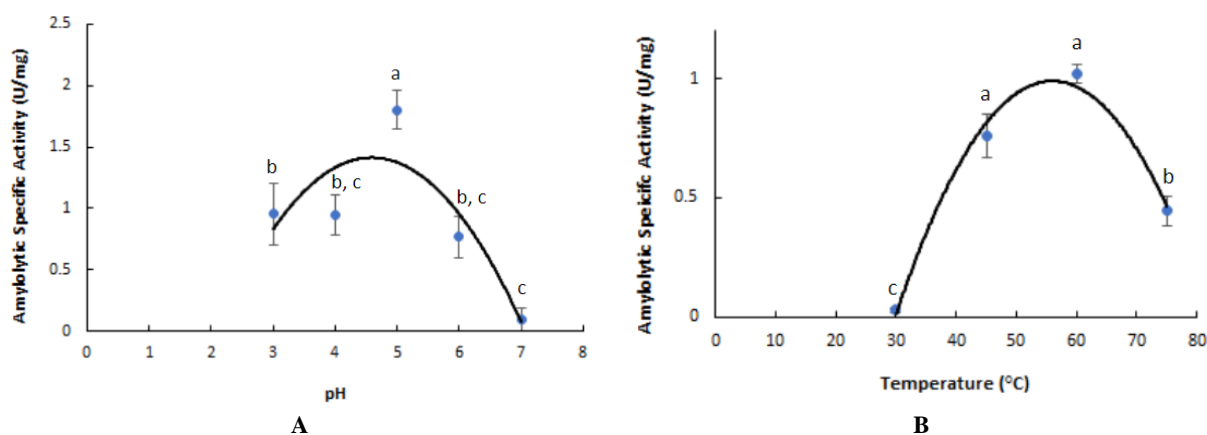 Amylolytic Specific Activity (U/mg)
2.5
2
1.5
1
0.5
0
a
b
b, c
b, c
c
0 1 2 3 4 5 6 7 8
pH
A
Amylolytic Speicifc Activity (U/mg)
1
0.5
0
a
a
b
c
0 10 20 30 40 50 60 70 80
Temperature (°C)
B